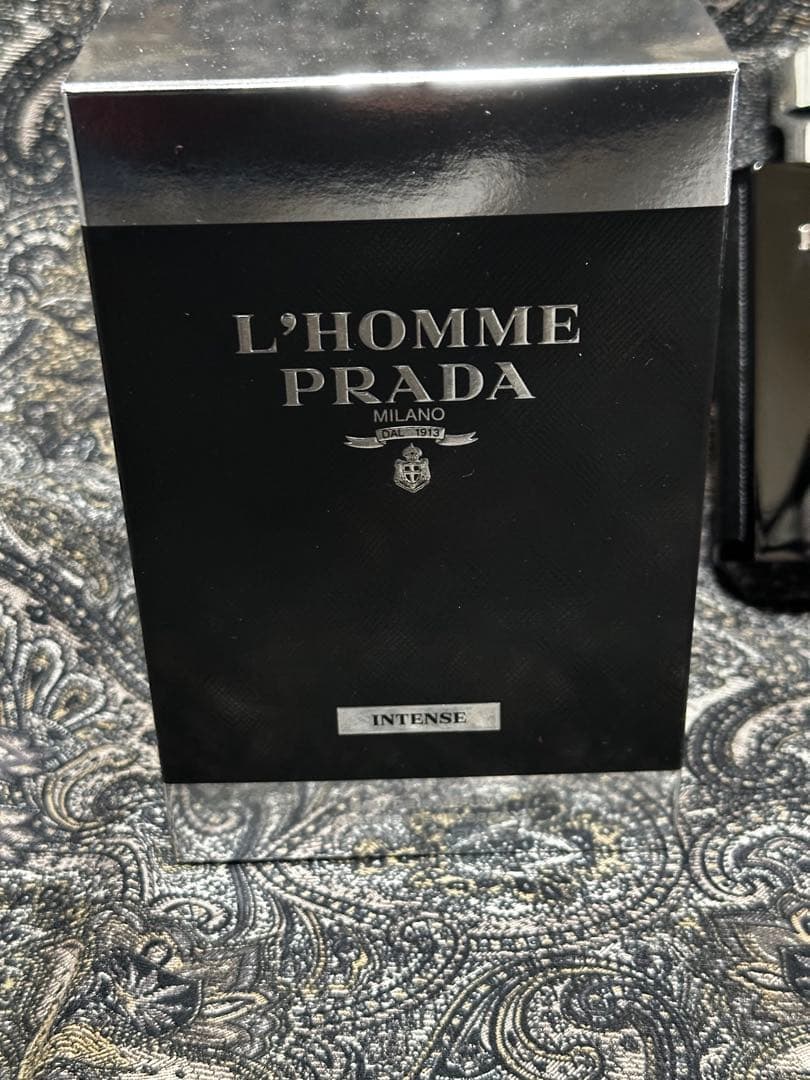 L'HOMME
PRADA
MILANO
DAL 1913
INTENSE